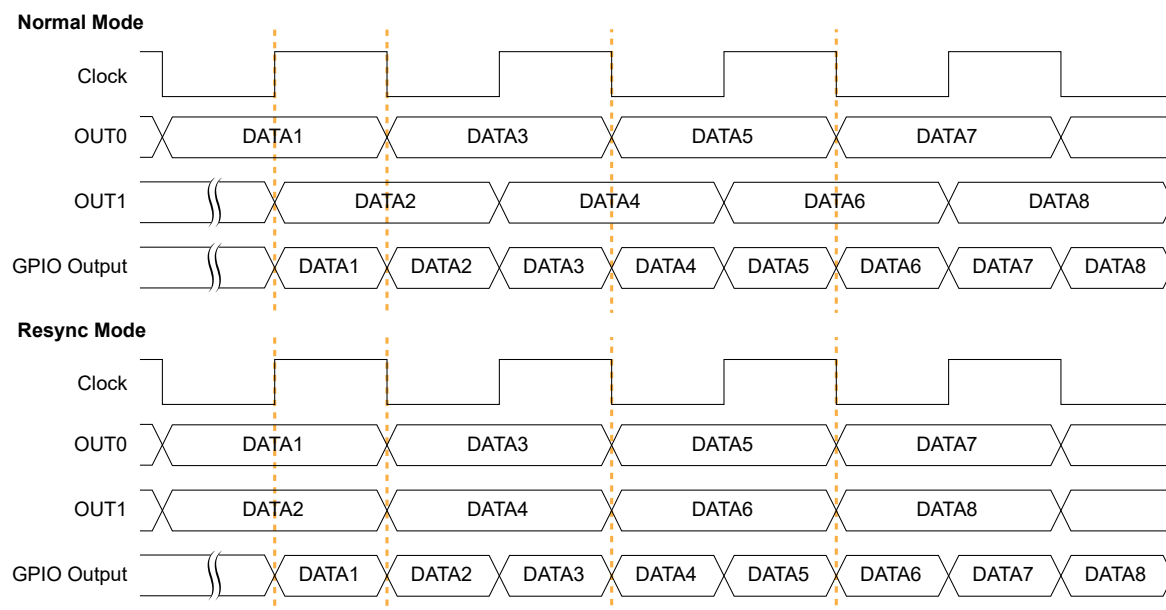 Normal Mode
Clock
OUT0 DATA1 DATA3 DATA5 DATA7
OUT1 DATA2 DATA4 DATA6 DATA8
GPIO Output DATA1 DATA2 DATA3 DATA4 DATA5 DATA6 DATA7 DATA8
Resync Mode
Clock
OUT0 DATA1 DATA3 DATA5 DATA7
OUT1 DATA2 DATA4 DATA6 DATA8
GPIO Output DATA1 DATA2 DATA3 DATA4 DATA5 DATA6 DATA7 DATA8